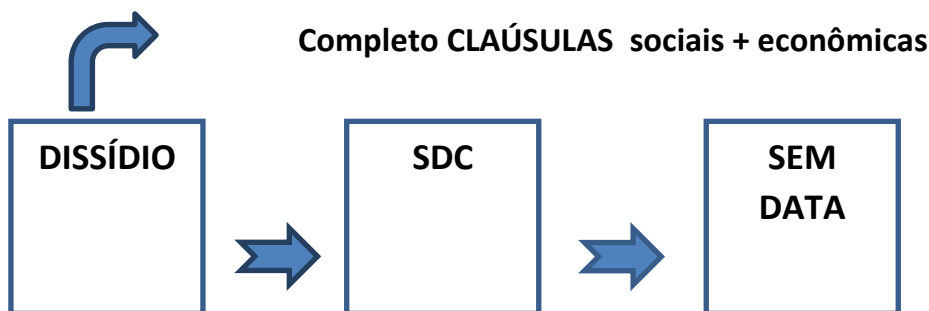 Completo CLAÚSULAS sociais + econômicas
DISSÍDIO
SDC
SEM
DATA